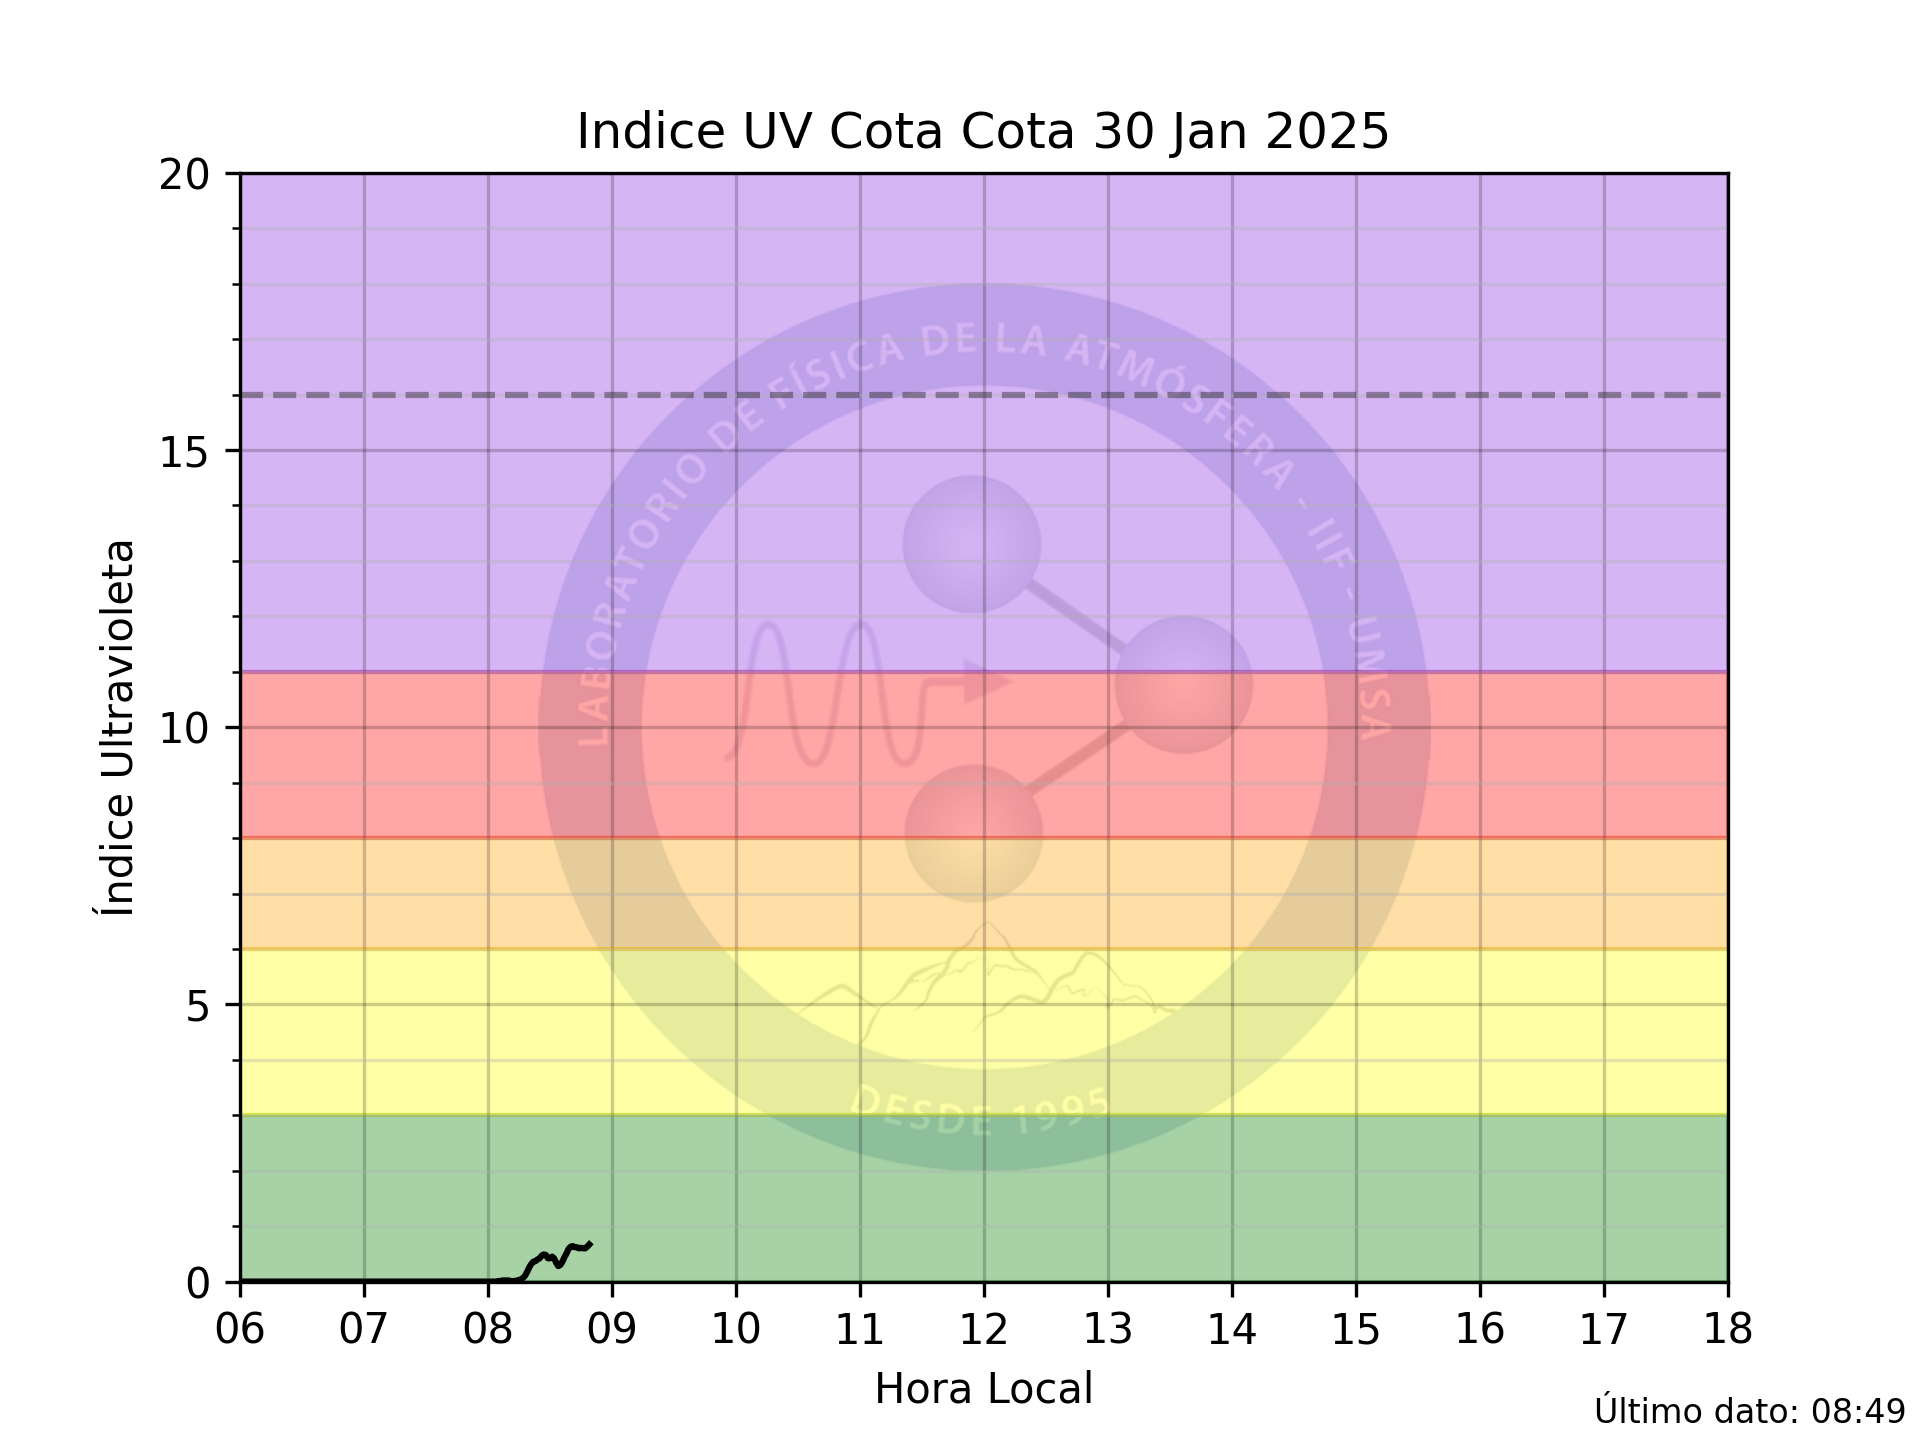 Indice UV Cota Cota 30 Jan 2025
20
15
10
5
0
Índice Ultravioleta
LABORATORIO DE FÍSICA DE LA ATMÓSFERA - IIF - UMSA
DESDE 1995
06 07 08 09 10 11 12 13 14 15 16 17 18
Hora Local
Último dato: 08:49